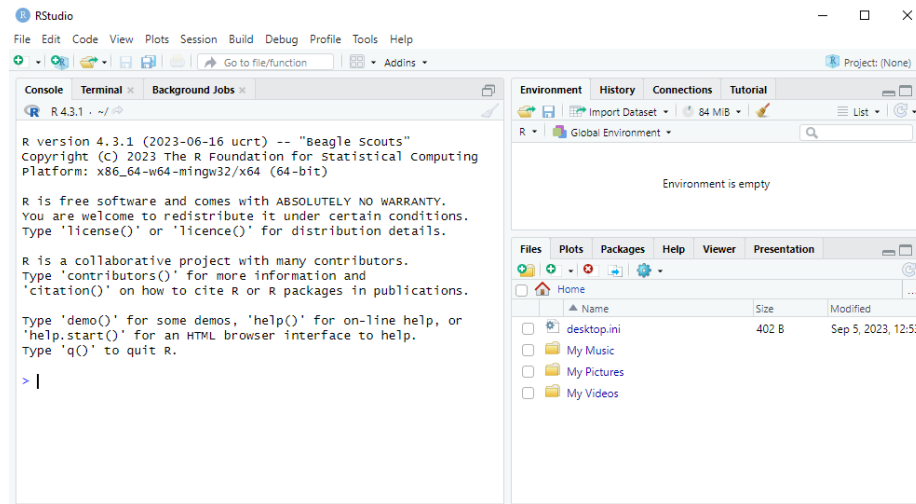 RStudio
File Edit Code View Plots Session Build Debug Profile Tools Help
Go to file/function Addins Project: (None)
Console Terminal Background Jobs
R 4.3.1 . ~/
R version 4.3.1 (2023-06-16 ucrt) -- "Beagle Scouts"
Copyright (C) 2023 The R Foundation for Statistical Computing
Platform: x86_64-w64-mingw32/x64 (64-bit)
R is free software and comes with ABSOLUTELY NO WARRANTY.
You are welcome to redistribute it under certain conditions.
Type 'license()' or 'licence()' for distribution details.
R is a collaborative project with many contributors.
Type 'contributors()' for more information and
'citation()' on how to cite R or R packages in publications.
Type 'demo()' for some demos, 'help()' for on-line help, or
'help.start()' for an HTML browser interface to help.
Type 'q()' to quit R.
>
Environment History Connections Tutorial
Import Dataset 84 MiB List
R Global Environment
Environment is empty
Files Plots Packages Help Viewer Presentation
Home ...
Name Size Modified
desktop.ini 402 B Sep 5, 2023, 12:53
My Music
My Pictures
My Videos